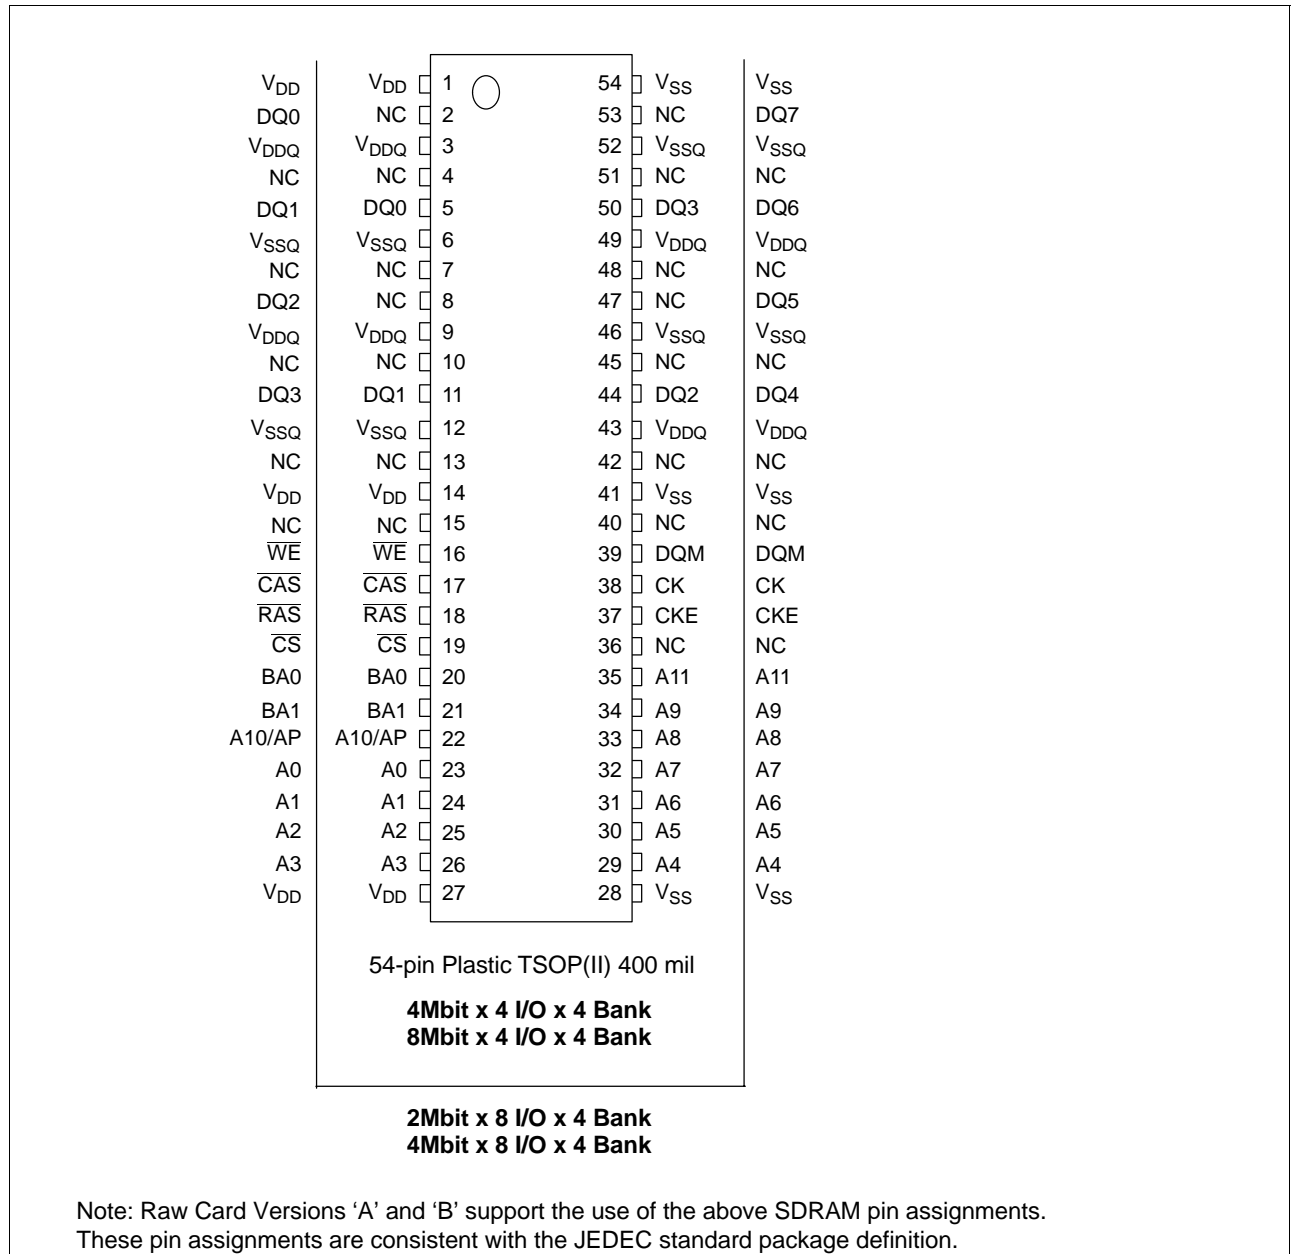 VDD VDD 1 54 VSS VSS
DQ0 NC 2 53 NC DQ7
VDDQ VDDQ 3 52 VSSQ VSSQ
NC NC 4 51 NC NC
DQ1 DQ0 5 50 DQ3 DQ6
VSSQ VSSQ 6 49 VDDQ VDDQ
NC NC 7 48 NC NC
DQ2 NC 8 47 NC DQ5
VDDQ VDDQ 9 46 VSSQ VSSQ
NC NC 10 45 NC NC
DQ3 DQ1 11 44 DQ2 DQ4
VSSQ VSSQ 12 43 VDDQ VDDQ
NC NC 13 42 NC NC
VDD VDD 14 41 VSS VSS
NC NC 15 40 NC NC
W̅E̅ W̅E̅ 16 39 DQM DQM
C̅A̅S̅ C̅A̅S̅ 17 38 CK CK
R̅A̅S̅ R̅A̅S̅ 18 37 CKE CKE
C̅S̅ C̅S̅ 19 36 NC NC
BA0 BA0 20 35 A11 A11
BA1 BA1 21 34 A9 A9
A10/AP A10/AP 22 33 A8 A8
A0 A0 23 32 A7 A7
A1 A1 24 31 A6 A6
A2 A2 25 30 A5 A5
A3 A3 26 29 A4 A4
VDD VDD 27 28 VSS VSS
54-pin Plastic TSOP(II) 400 mil
4Mbit x 4 I/O x 4 Bank
8Mbit x 4 I/O x 4 Bank
2Mbit x 8 I/O x 4 Bank
4Mbit x 8 I/O x 4 Bank
Note: Raw Card Versions ‘A’ and ‘B’ support the use of the above SDRAM pin assignments.
These pin assignments are consistent with the JEDEC standard package definition.